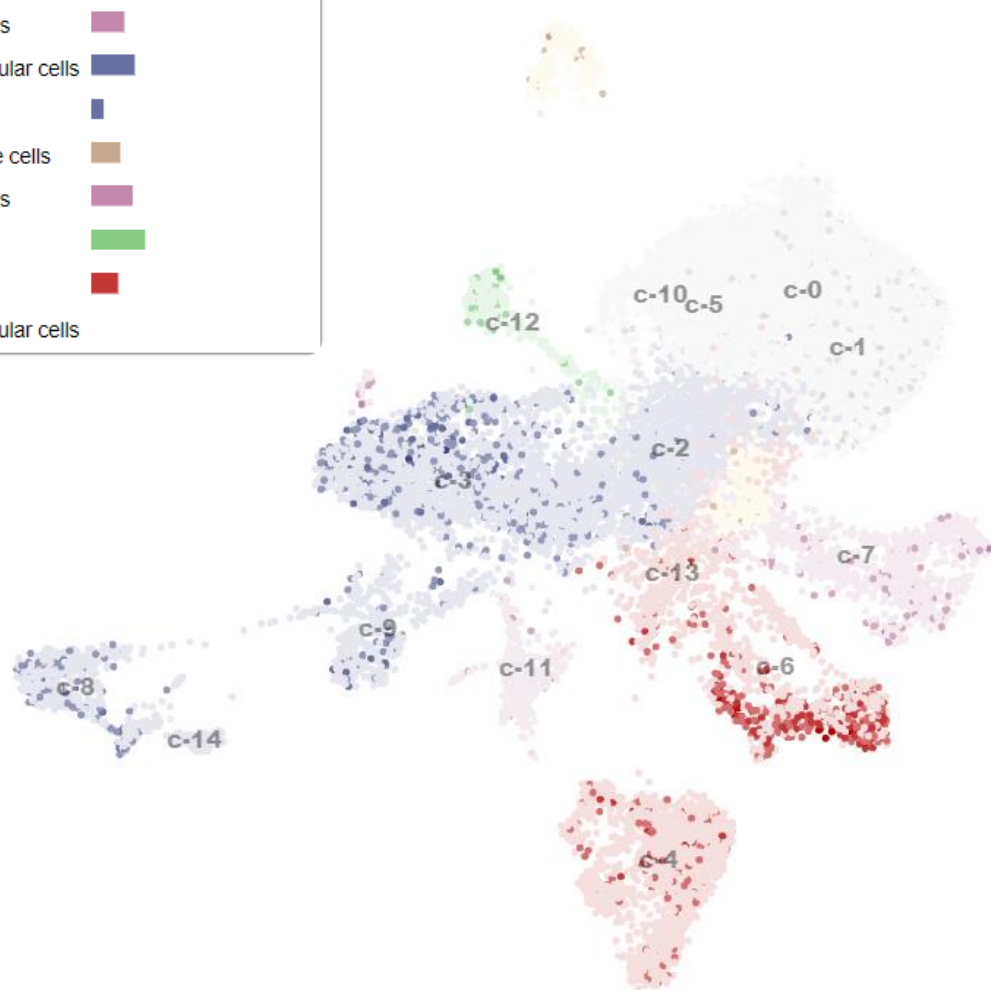 s
ular cells
e cells
s
ular cells
c-10
c-5
c-0
c-1
c-12
c-2
c-3
c-7
c-13
c-9
c-11
c-6
c-8
c-14
c-4